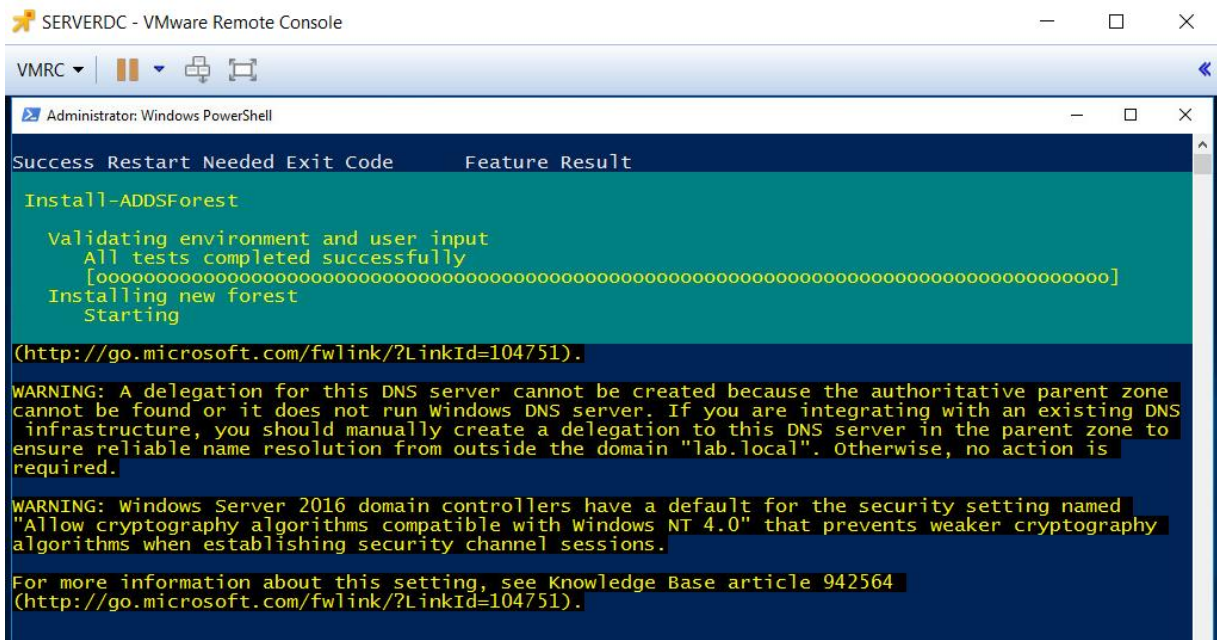 SERVERDC - VMware Remote Console
VMRC
Administrator: Windows PowerShell
Success Restart Needed Exit Code Feature Result
Install-ADDSForest
Validating environment and user input
All tests completed successfully
[ooooooooooooooooooooooooooooooooooooooooooooooooooooooooooooooooooooooooooooooooooooo]
Installing new forest
Starting
(http://go.microsoft.com/fwlink/?LinkId=104751).
WARNING: A delegation for this DNS server cannot be created because the authoritative parent zone
cannot be found or it does not run Windows DNS server. If you are integrating with an existing DNS
infrastructure, you should manually create a delegation to this DNS server in the parent zone to
ensure reliable name resolution from outside the domain "lab.local". Otherwise, no action is
required.
WARNING: Windows Server 2016 domain controllers have a default for the security setting named
"Allow cryptography algorithms compatible with Windows NT 4.0" that prevents weaker cryptography
algorithms when establishing security channel sessions.
For more information about this setting, see Knowledge Base article 942564
(http://go.microsoft.com/fwlink/?LinkId=104751).